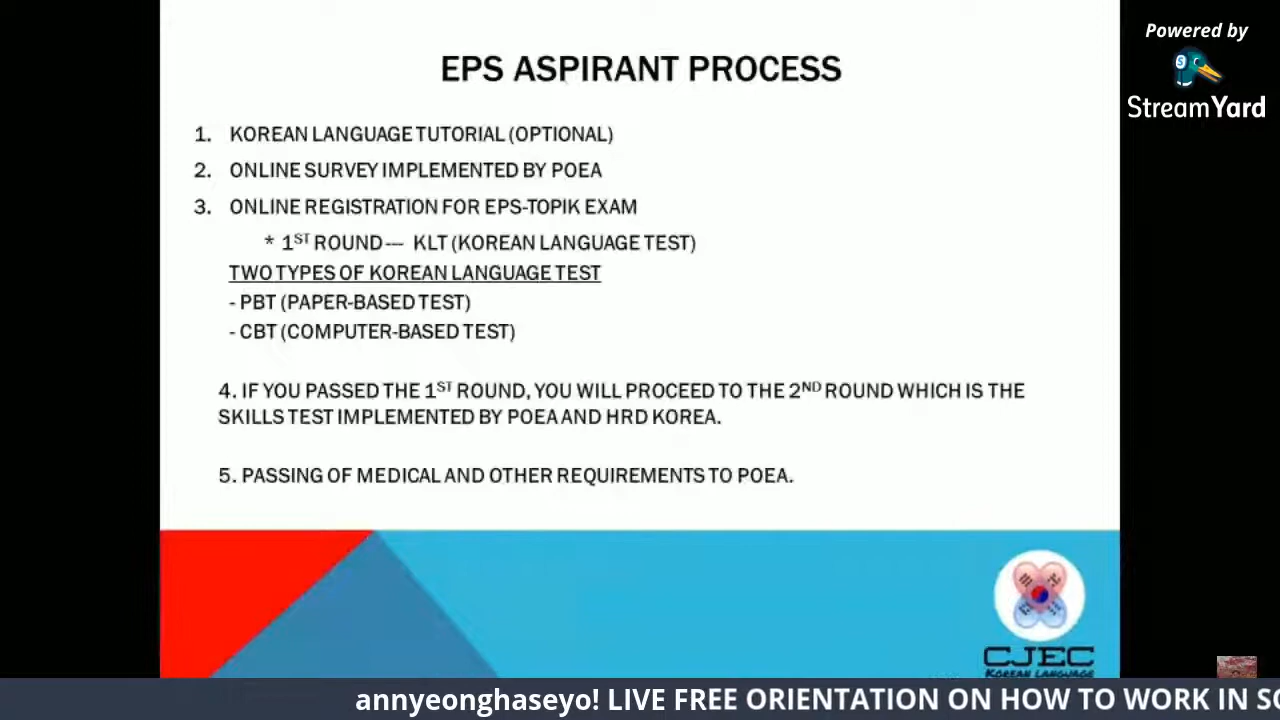 Powered by
StreamYard
EPS ASPIRANT PROCESS
1. KOREAN LANGUAGE TUTORIAL (OPTIONAL)
2. ONLINE SURVEY IMPLEMENTED BY POEA
3. ONLINE REGISTRATION FOR EPS-TOPIK EXAM
* 1ST ROUND--- KLT (KOREAN LANGUAGE TEST)
TWO TYPES OF KOREAN LANGUAGE TEST
- PBT (PAPER-BASED TEST)
- CBT (COMPUTER-BASED TEST)
4. IF YOU PASSED THE 1ST ROUND, YOU WILL PROCEED TO THE 2ND ROUND WHICH IS THE
SKILLS TEST IMPLEMENTED BY POEA AND HRD KOREA.
5. PASSING OF MEDICAL AND OTHER REQUIREMENTS TO POEA.
CJEC
KOREAN LANGUAGE
annyeonghaseyo! LIVE FREE ORIENTATION ON HOW TO WORK IN SO